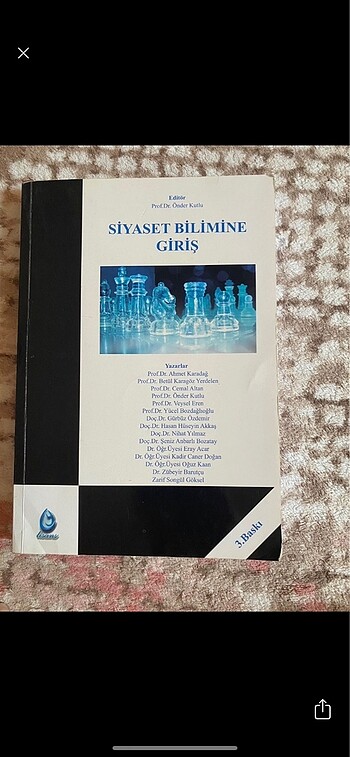 Editör
Prof.Dr. Önder Kutlu
SİYASET BİLİMİNE
GİRİŞ
Yazarlar
Prof.Dr. Ahmet Karadağ
Prof.Dr. Betül Karagöz Yerdelen
Prof.Dr. Cemal Altan
Prof.Dr. Önder Kutlu
Prof.Dr. Veysel Eren
Prof.Dr. Yücel Bozdağlıoğlu
Doç.Dr. Gürbüz Özdemir
Doç.Dr. Hasan Hüseyin Akkaş
Doç.Dr. Nihat Yılmaz
Doç.Dr. Şeniz Anbarlı Bozatay
Dr. Öğr.Üyesi Eray Acar
Dr. Öğr.Üyesi Kadir Caner Doğan
Dr. Öğr.Üyesi Oğuz Kaan
Dr. Zübeyir Barutçu
Zarif Songül Göksel
3.Baskı